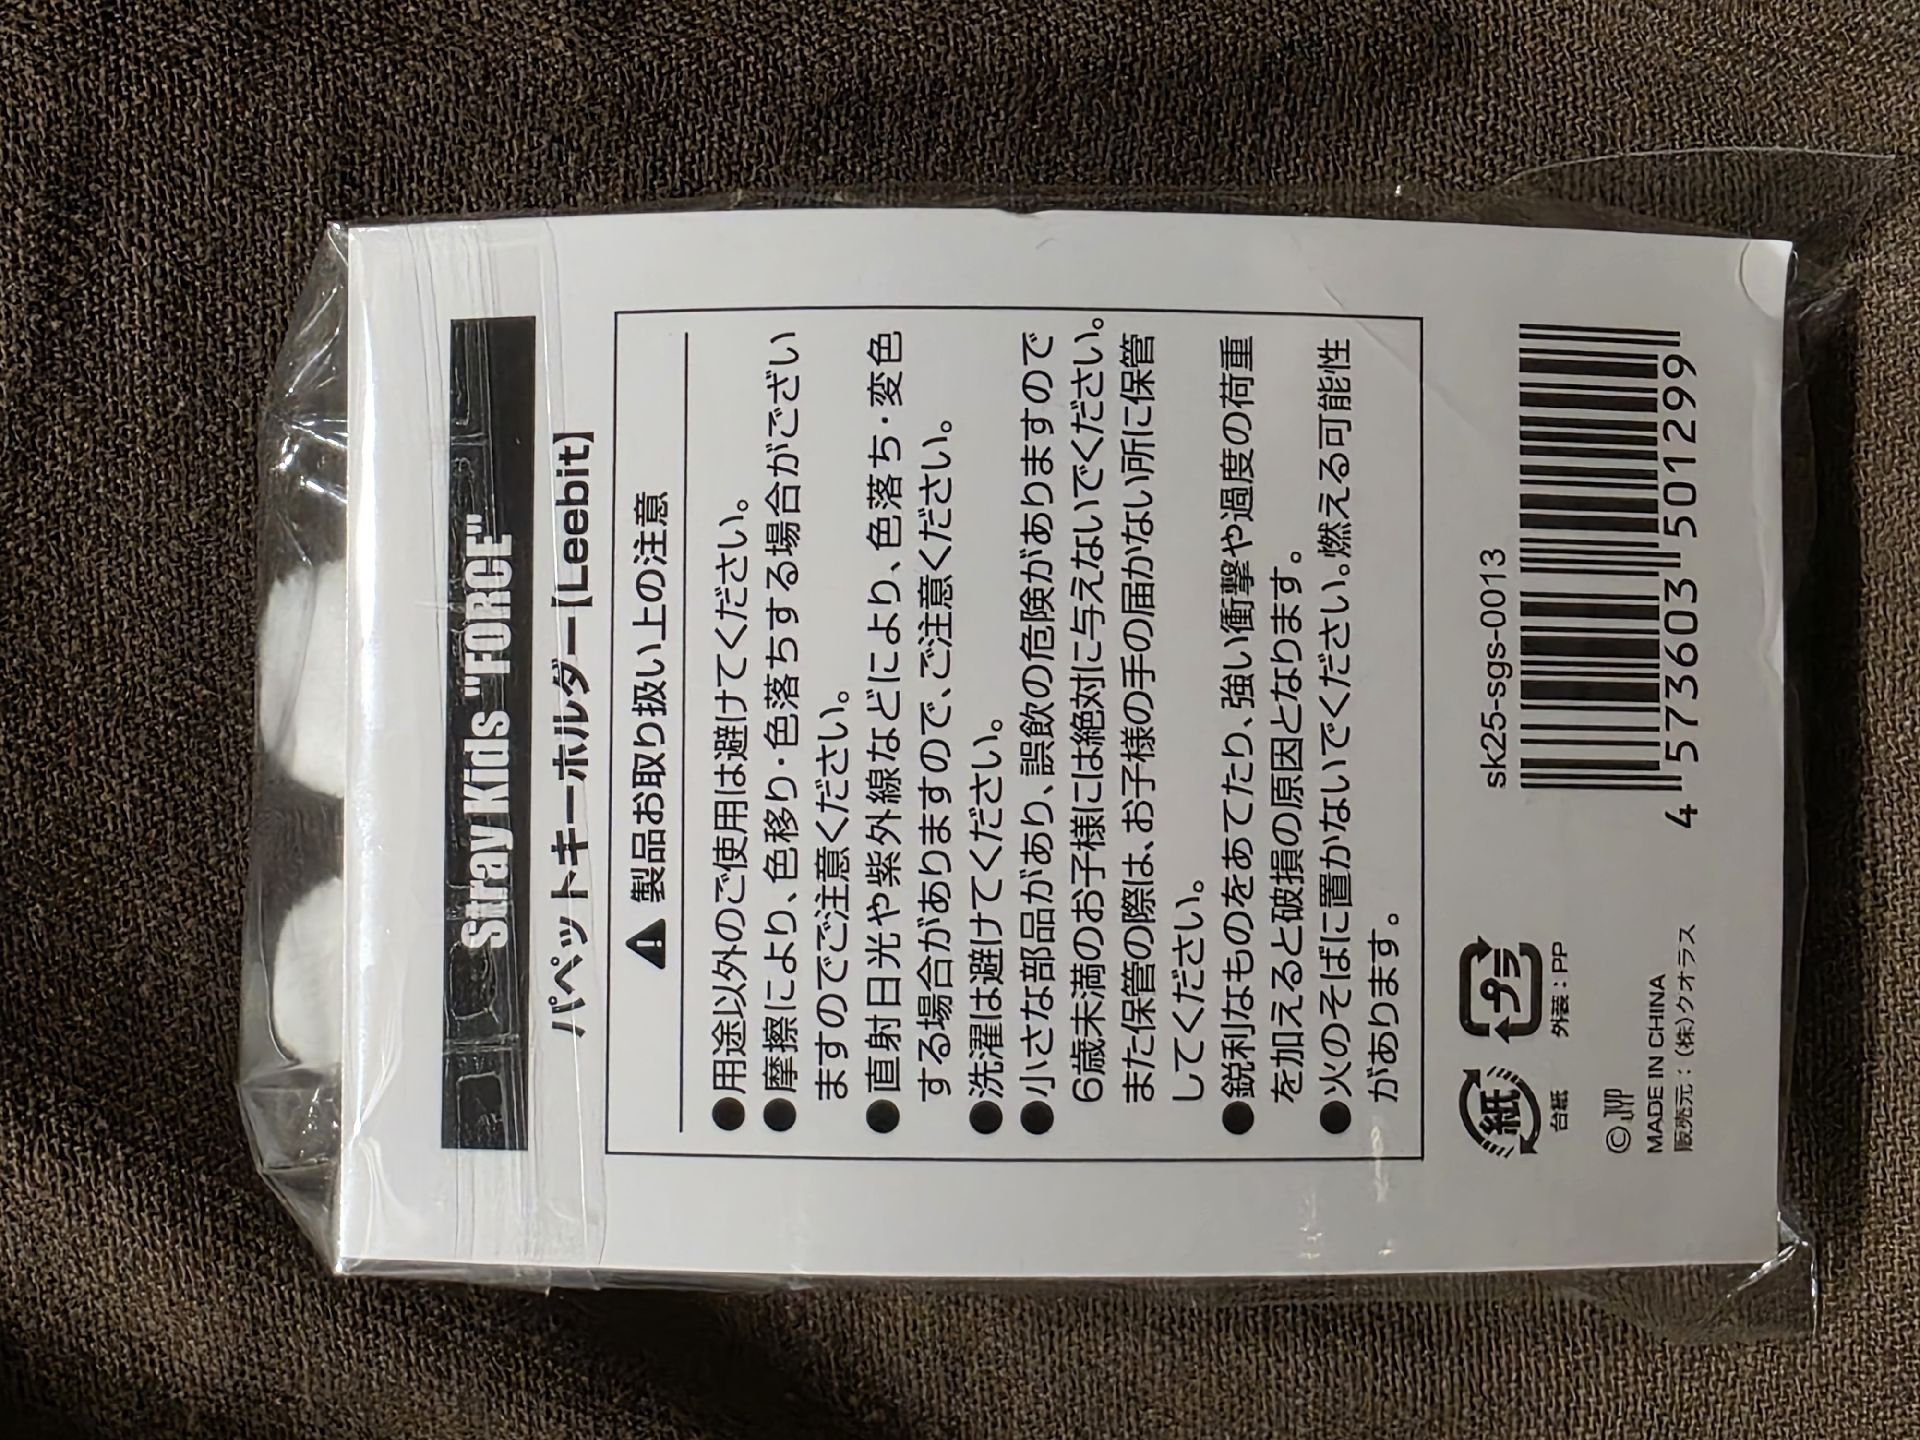 Stray Kids "FORCE"
パペットキーホルダー【Leebit】
製品お取り扱い上の注意
●用途以外のご使用は避けてください。
●摩擦により、色移り・色落ちする場合がござい
ますのでご注意ください。
●直射日光や紫外線などにより、色落ち・変色
する場合がありますので、ご注意ください。
●洗濯は避けてください。
●小さな部品があり、誤飲の危険がありますので
6歳未満のお子様には絶対に与えないでください。
また保管の際は、お子様の手の届かない所に保管
してください。
●鋭利なものをあてたり、強い衝撃や過度の荷重
を加えると破損の原因となります。
●火のそばに置かないでください。燃える可能性
があります。
紙
台紙
プラ
外装：PP
©JYP
MADE IN CHINA
販売元：(株)クオラス
sk25-sgs-0013
4 573603 501299